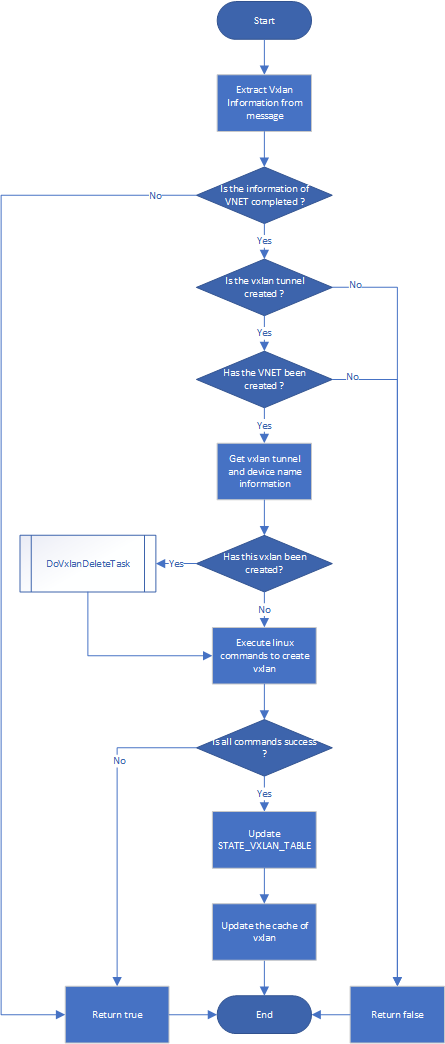 Start
Extract Vxlan
Information from
message
Is the information of
VNET completed ?
No
Yes
Is the vxlan tunnel
created ?
No
Yes
Has the VNET been
created ?
No
Yes
Get vxlan tunnel
and device name
information
Has this vxlan been
created?
Yes
DoVxlanDeleteTask
No
Execute linux
commands to create
vxlan
Is all commands success
?
No
Yes
Update
STATE_VXLAN_TABLE
Update the cache of
vxlan
Return true
End
Return false